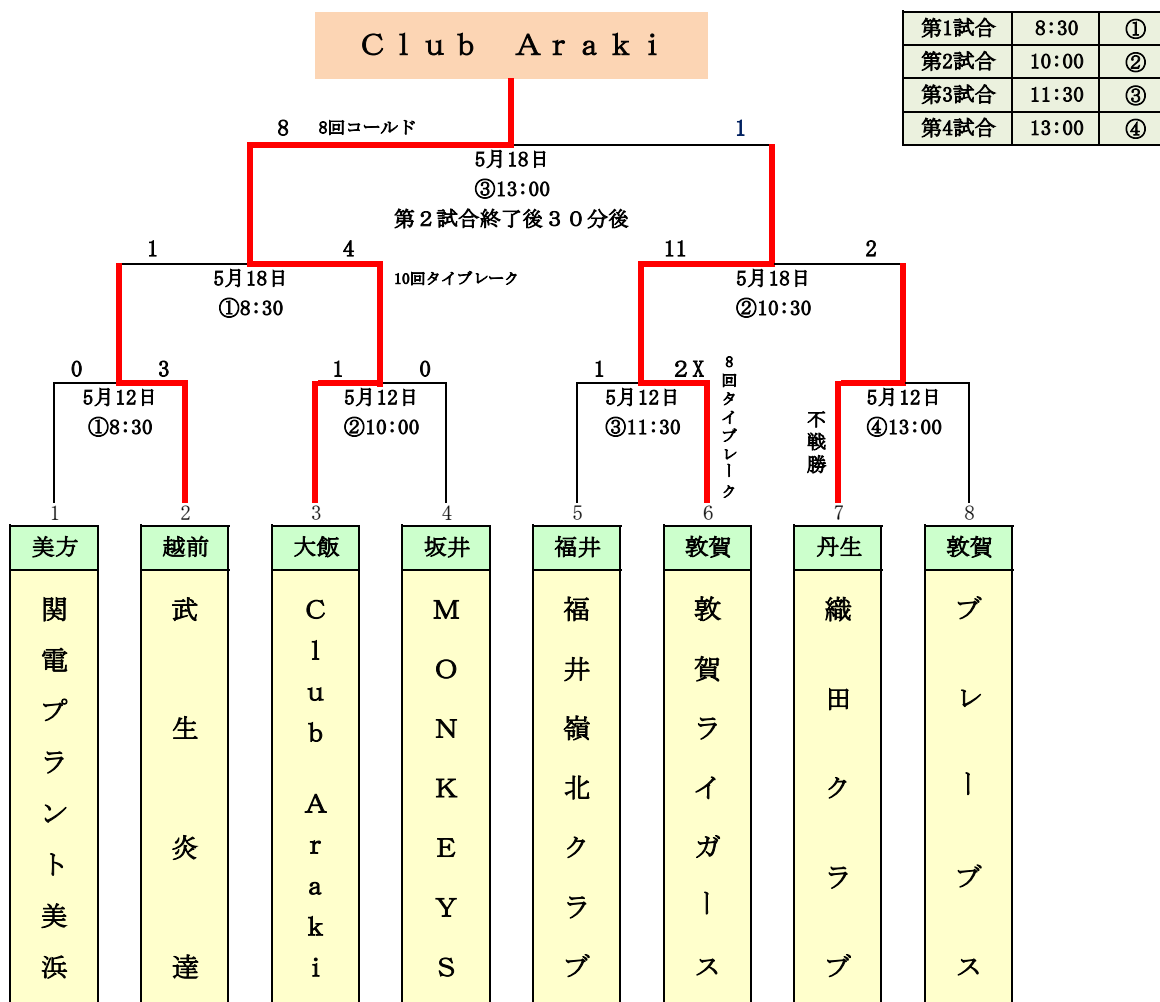 Club Araki
第1試合 8:30 ①
第2試合 10:00 ②
第3試合 11:30 ③
第4試合 13:00 ④
8 8回コールド 1
5月18日
③13:00
第２試合終了後３０分後
1 4 11 2
5月18日 10回タイブレーク 5月18日
①8:30 ②10:30
0 3 1 0 1 2X 8回タイブレーク
5月12日 5月12日 5月12日 5月12日
①8:30 ②10:00 ③11:30 不戦勝 ④13:00
1 2 3 4 5 6 7 8
美方 越前 大飯 坂井 福井 敦賀 丹生 敦賀
関電プラント美浜
武生炎達
Club Araki
MONKEYS
福井嶺北クラブ
敦賀ライガース
織田クラブ
ブレーブス